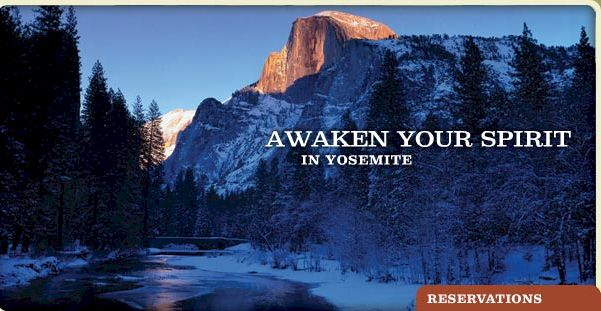 AWAKEN YOUR SPIRIT
IN YOSEMITE
RESERVATIONS